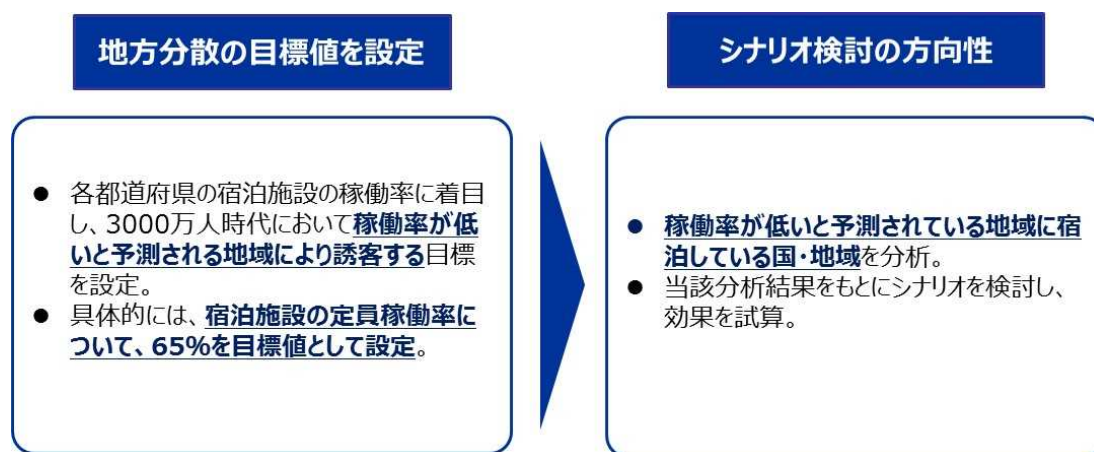 地方分散の目標値を設定
● 各都道府県の宿泊施設の稼働率に着目
し、3000万人時代において稼働率が低
いと予測される地域により誘客する目標
を設定。
● 具体的には、宿泊施設の定員稼働率に
ついて、65%を目標値として設定。
シナリオ検討の方向性
● 稼働率が低いと予測されている地域に宿
泊している国・地域を分析。
● 当該分析結果をもとにシナリオを検討し、
効果を試算。